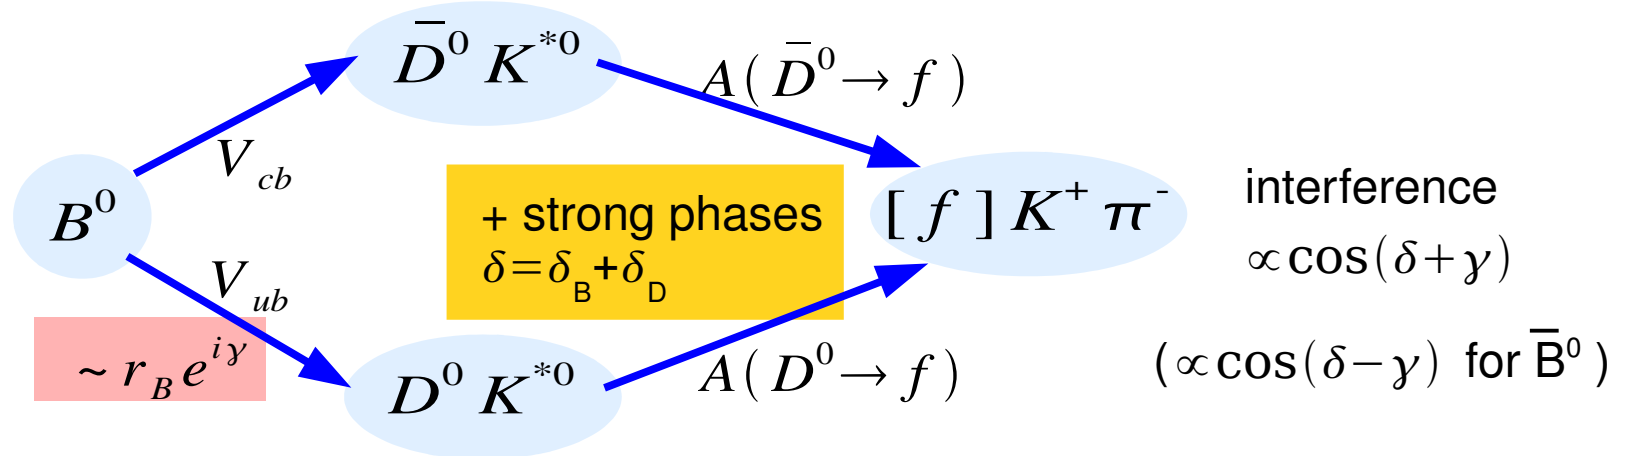 D̅⁰ K*⁰
A( D̅⁰ → f )
V_cb
B⁰
+ strong phases
δ=δ_B+δ_D
[ f ] K⁺ π⁻
interference
∝cos(δ+γ)
V_ub
~ r_B e^{iγ}
D⁰ K*⁰
A( D⁰ → f )
( ∝cos(δ−γ) for B̅⁰ )